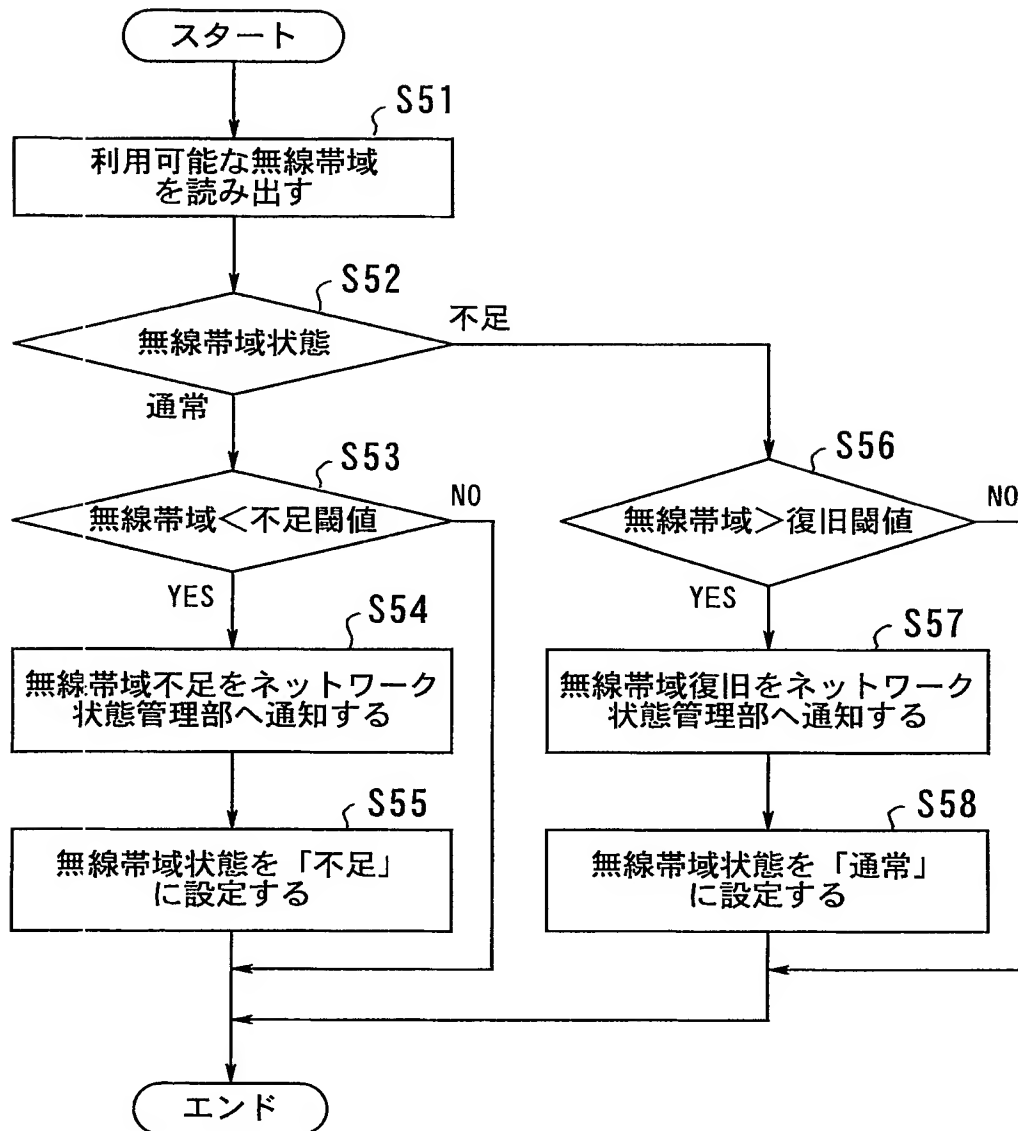 スタート
S51
利用可能な無線帯域
を読み出す
S52
無線帯域状態
不足
通常
S53
無線帯域<不足閾値
NO
YES
S54
無線帯域不足をネットワーク
状態管理部へ通知する
S55
無線帯域状態を「不足」
に設定する
S56
無線帯域>復旧閾値
NO
YES
S57
無線帯域復旧をネットワーク
状態管理部へ通知する
S58
無線帯域状態を「通常」
に設定する
エンド